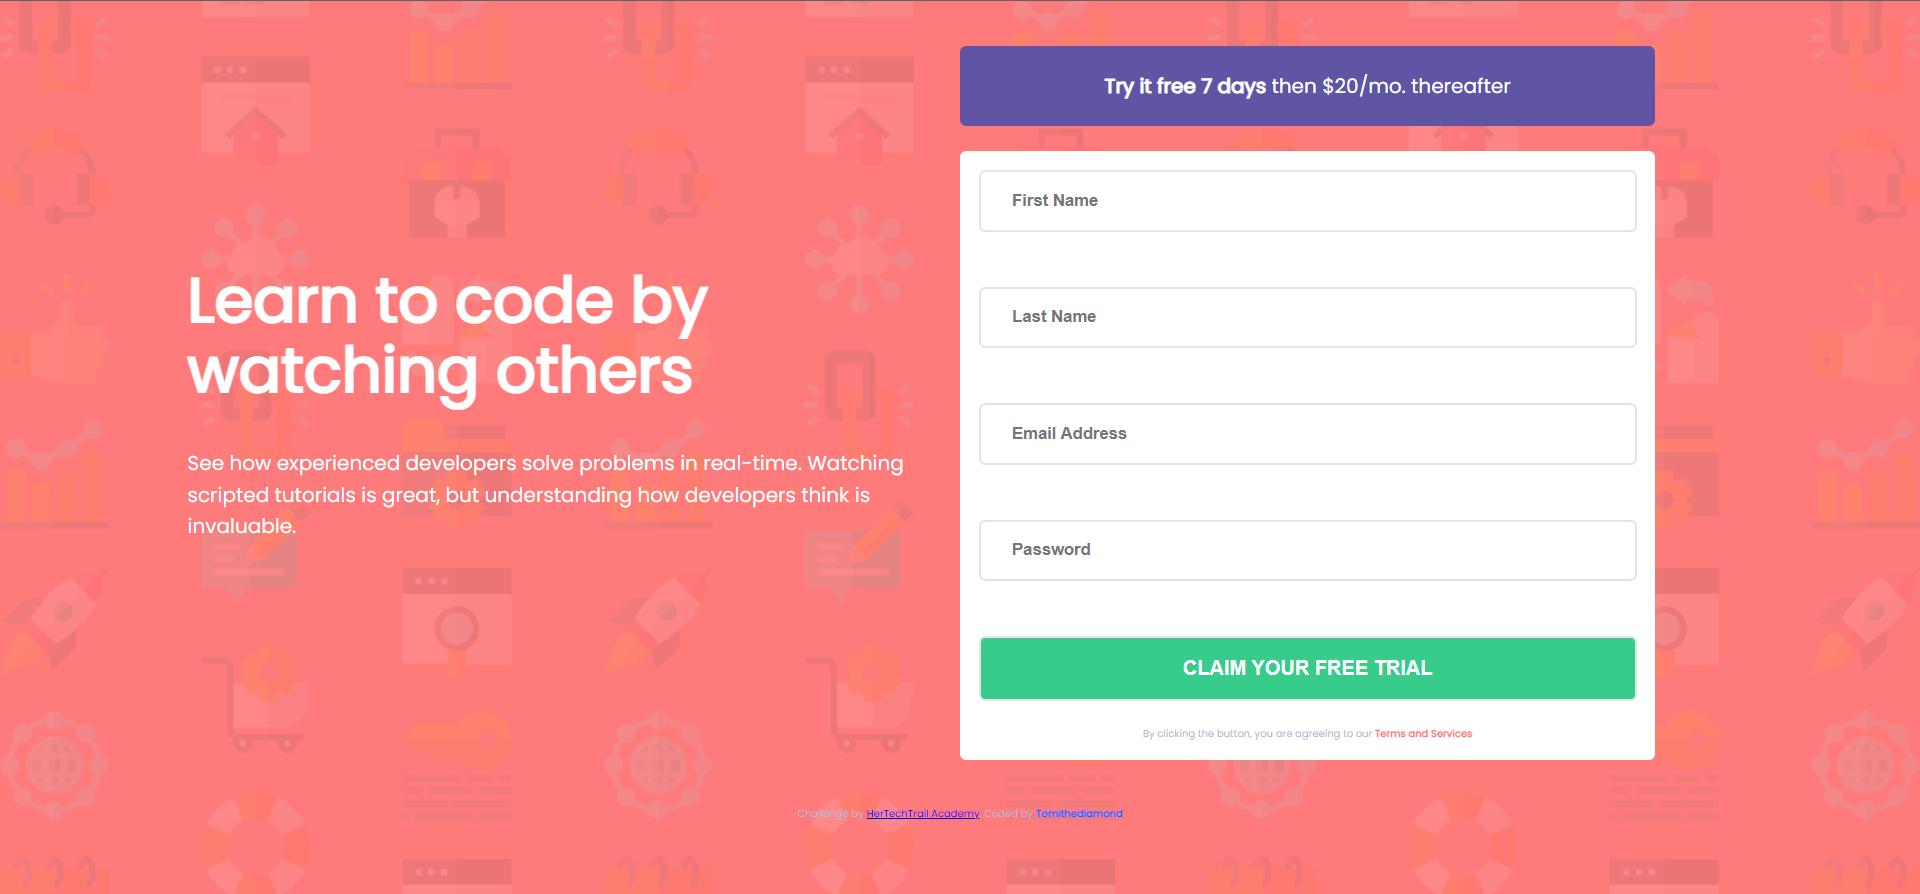 Learn to code by
watching others
See how experienced developers solve problems in real-time. Watching
scripted tutorials is great, but understanding how developers think is
invaluable.
Try it free 7 days then $20/mo. thereafter
First Name
Last Name
Email Address
Password
CLAIM YOUR FREE TRIAL
By clicking the button, you are agreeing to our Terms and Services
Challenge by HerTechTrail Academy. Coded by Tomithediamond